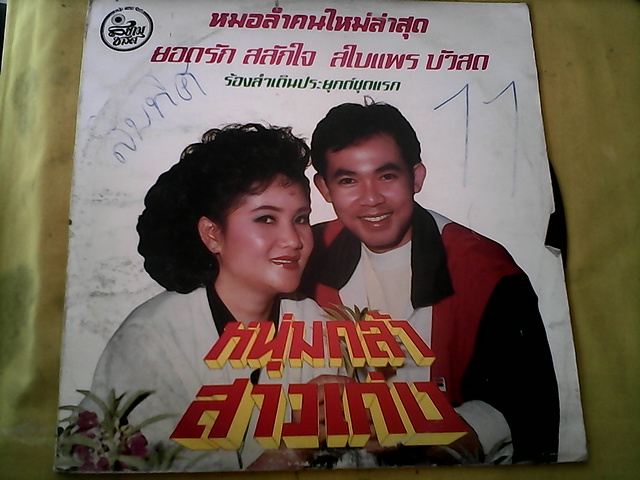 หมอลำคนใหม่ล่าสุด
ยอดรัก สลักใจ สไบแพร บัวสด
ร้องลำเดินประยุกต์ชุดแรก
11
หนุ่มกล้า
สาวเก่ง